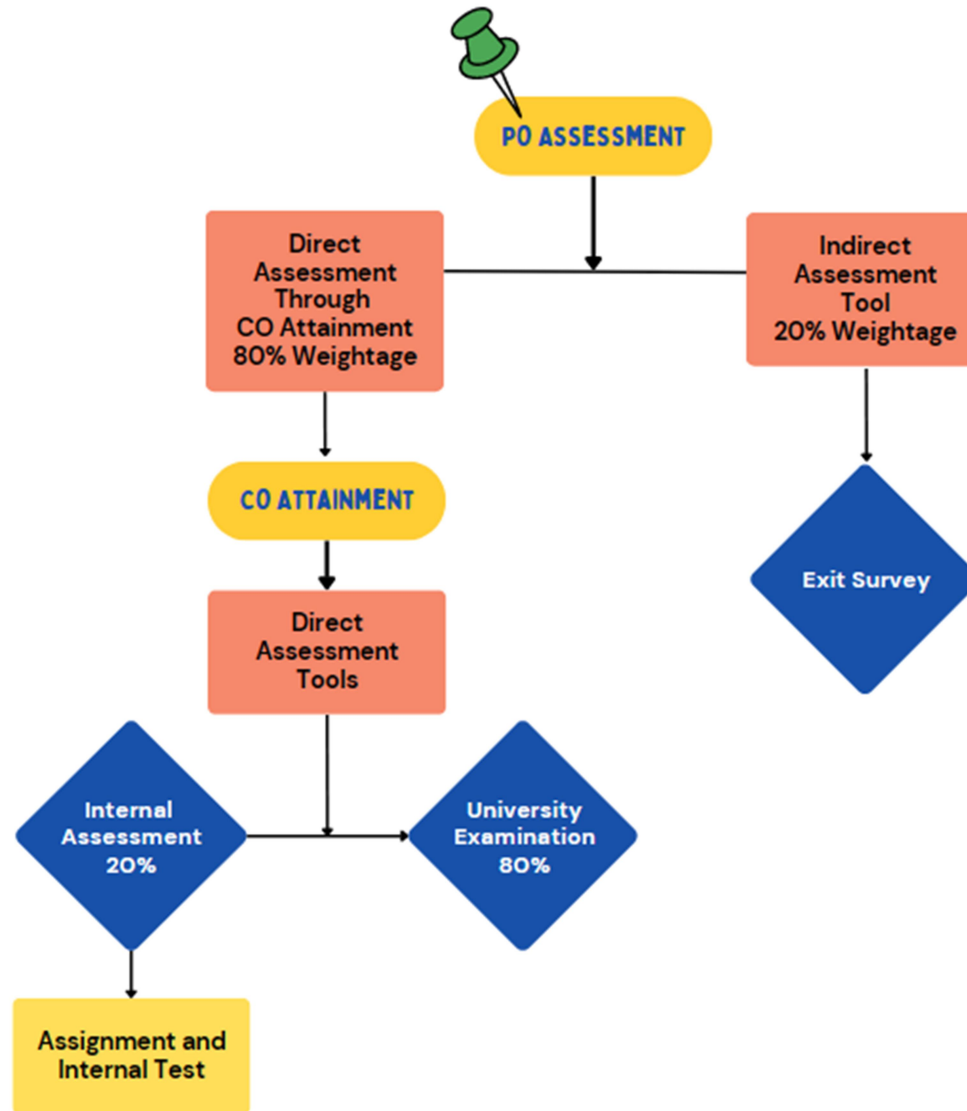 PO ASSESSMENT
Direct
Assessment
Through
CO Attainment
80% Weightage
Indirect
Assessment
Tool
20% Weightage
CO ATTAINMENT
Exit Survey
Direct
Assessment
Tools
Internal
Assessment
20%
University
Examination
80%
Assignment and
Internal Test